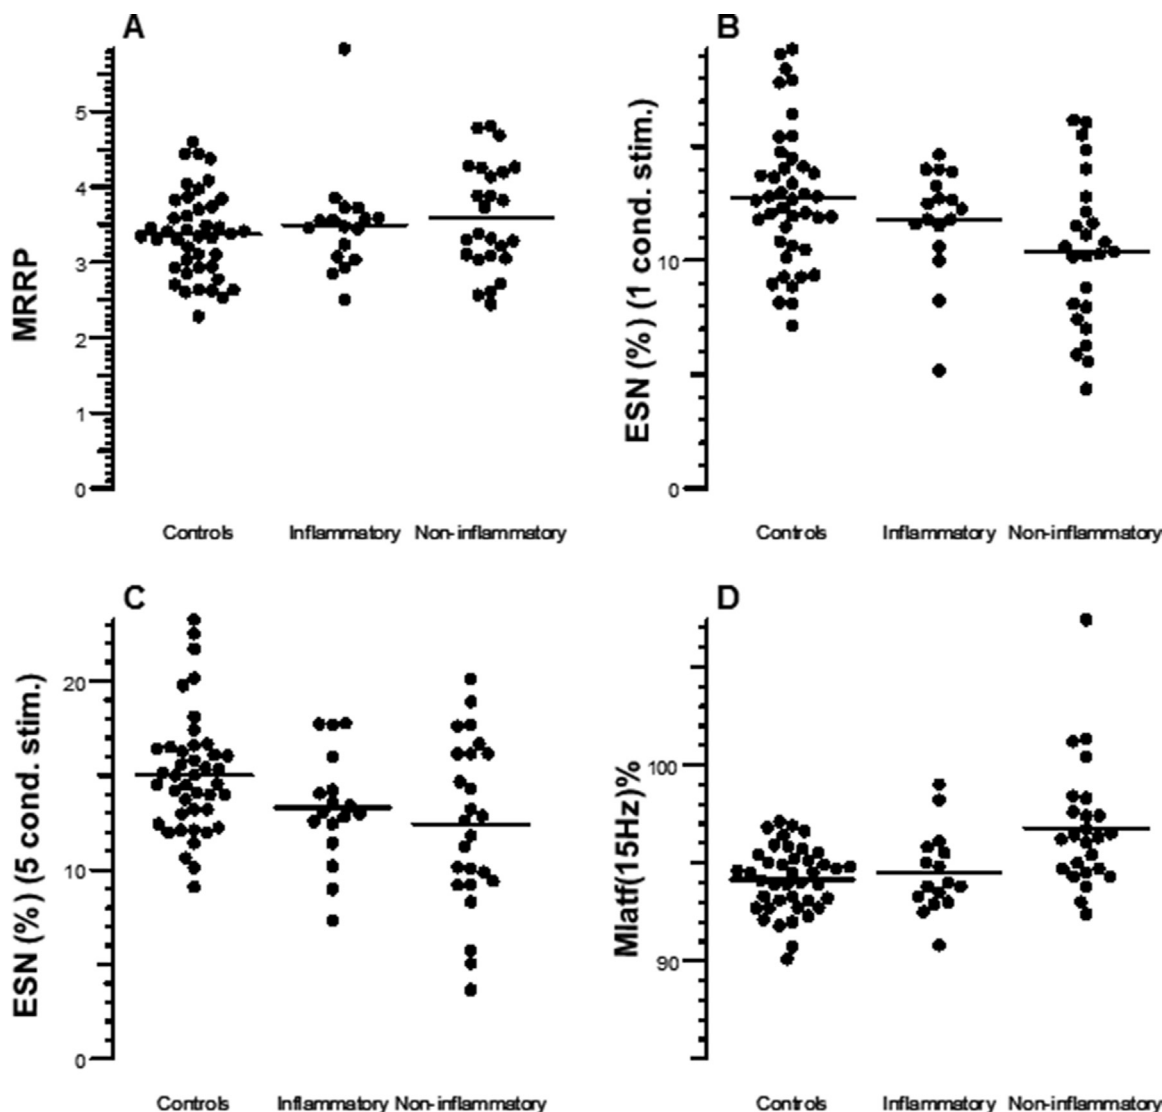 A
MRRP
5
4
3
2
1
0
Controls Inflammatory Non-inflammatory
B
ESN (%) (1 cond. stim.)
10
0
Controls Inflammatory Non-inflammatory
C
ESN (%) (5 cond. stim.)
20
10
0
Controls Inflammatory Non-inflammatory
D
Mlatf(15Hz)%
100
90
Controls Inflammatory Non-inflammatory